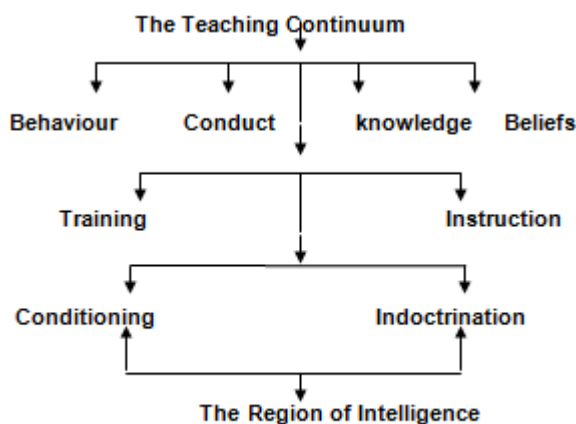 The Teaching Continuum
Behaviour Conduct knowledge Beliefs
Training Instruction
Conditioning Indoctrination
The Region of Intelligence